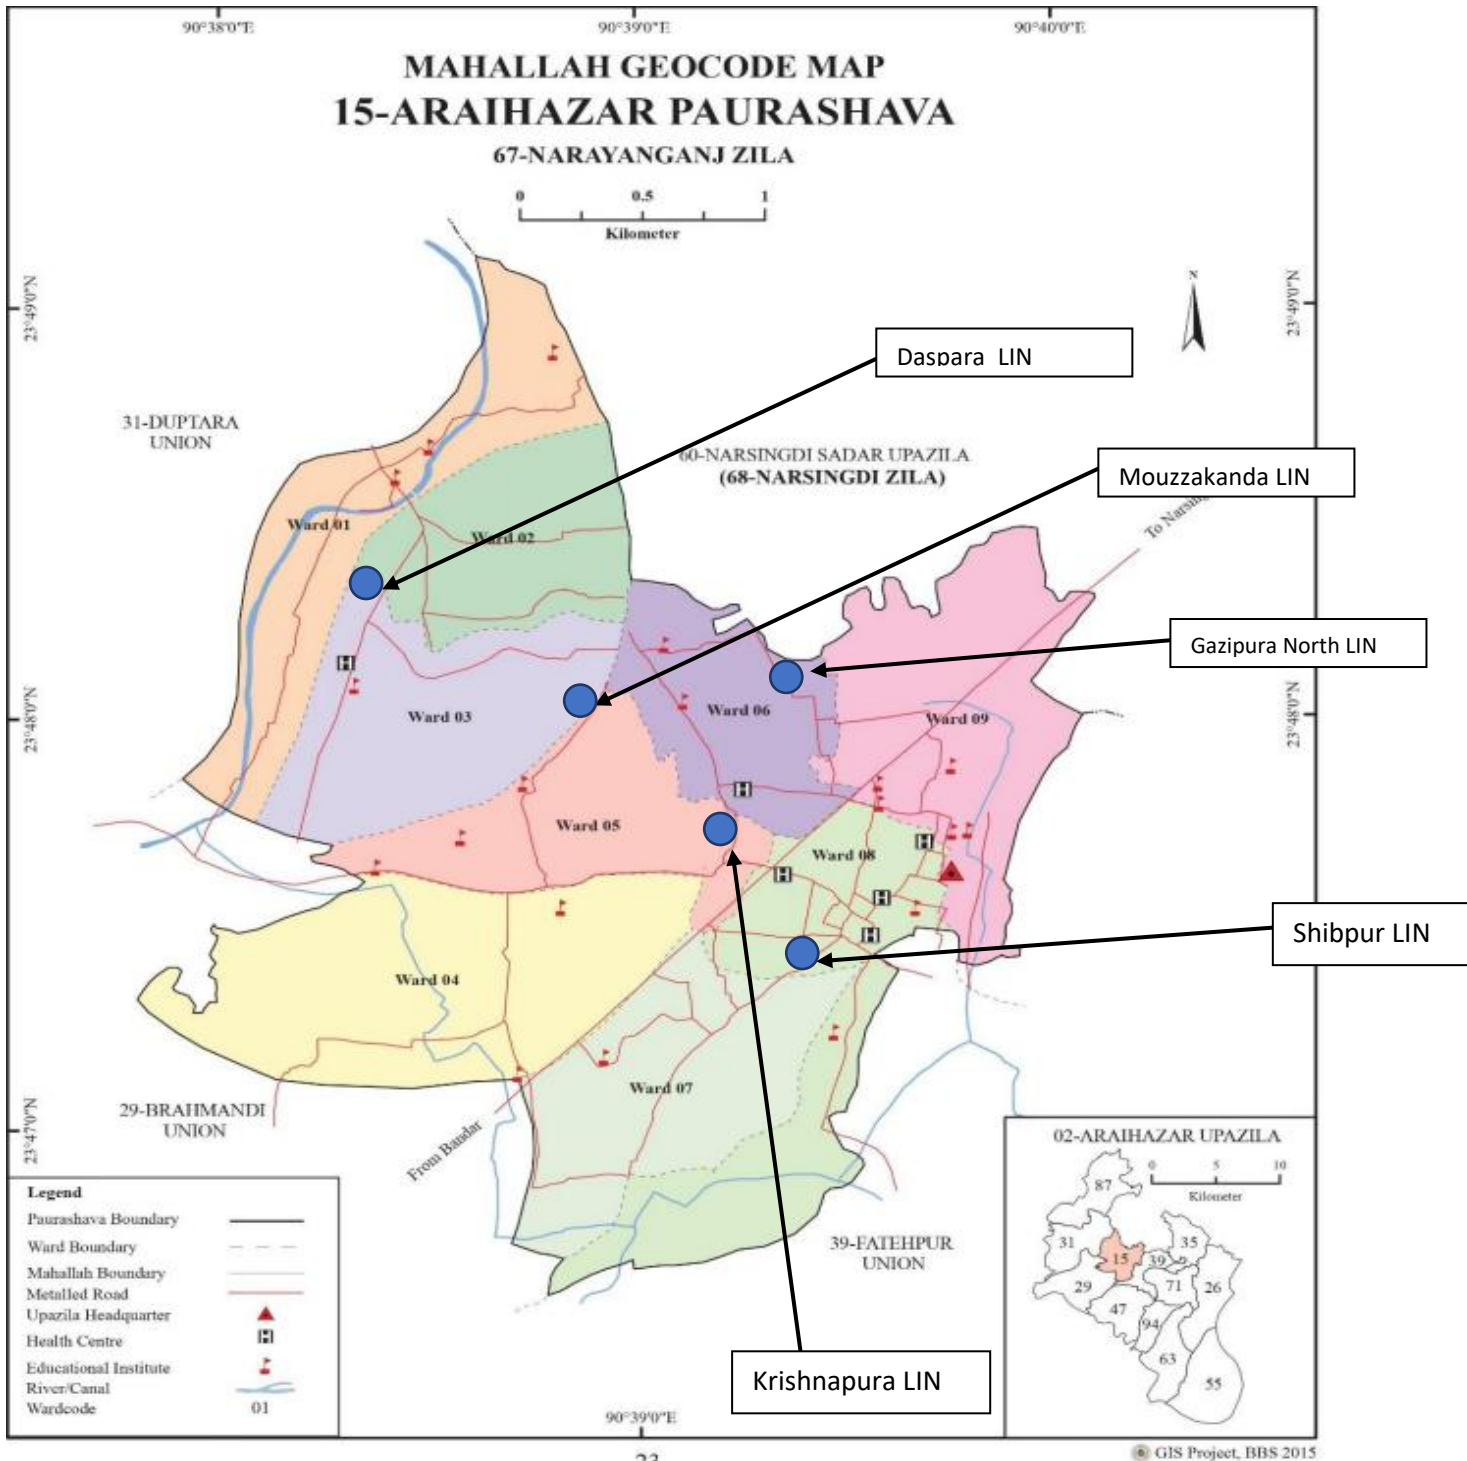 90°38'0"E
90°39'0"E
90°40'0"E
MAHALLAH GEOCODE MAP
15-ARAIHAZAR PAURASHAVA
67-NARAYANGANJ ZILA
0 0.5 1
Kilometer
N
23°49'0"N
23°49'0"N
Daspara LIN
31-DUPTARA
UNION
60-NARSINGDI SADAR UPAZILA
(68-NARSINGDI ZILA)
Mouzzakanda LIN
To Narsing
Ward 01
Ward 02
Gazipura North LIN
23°48'0"N
23°48'0"N
Ward 03
Ward 06
Ward 09
Ward 05
Ward 08
Shibpur LIN
Ward 04
Ward 07
29-BRAHMANDI
UNION
From Bandar
23°47'0"N
39-FATEHPUR
UNION
Krishnapura LIN
Legend
Paurashava Boundary
Ward Boundary
Mahallah Boundary
Metalled Road
Upazila Headquarter
Health Centre
H
Educational Institute
River/Canal
Wardcode 01
02-ARAIHAZAR UPAZILA
0 5 10
Kilometer
87
31
15
35
39
9
29
71
26
47
94
63
55
90°39'0"E
23
GIS Project, BBS 2015